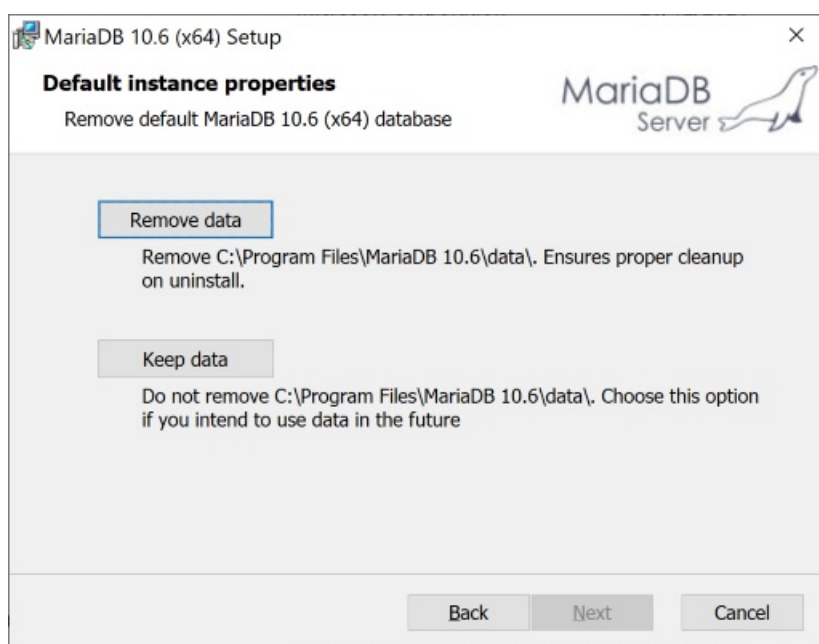 MariaDB 10.6 (x64) Setup
Default instance properties
Remove default MariaDB 10.6 (x64) database
MariaDB
Server
Remove data
Remove C:\Program Files\MariaDB 10.6\data\. Ensures proper cleanup
on uninstall.
Keep data
Do not remove C:\Program Files\MariaDB 10.6\data\. Choose this option
if you intend to use data in the future
Back
Next
Cancel